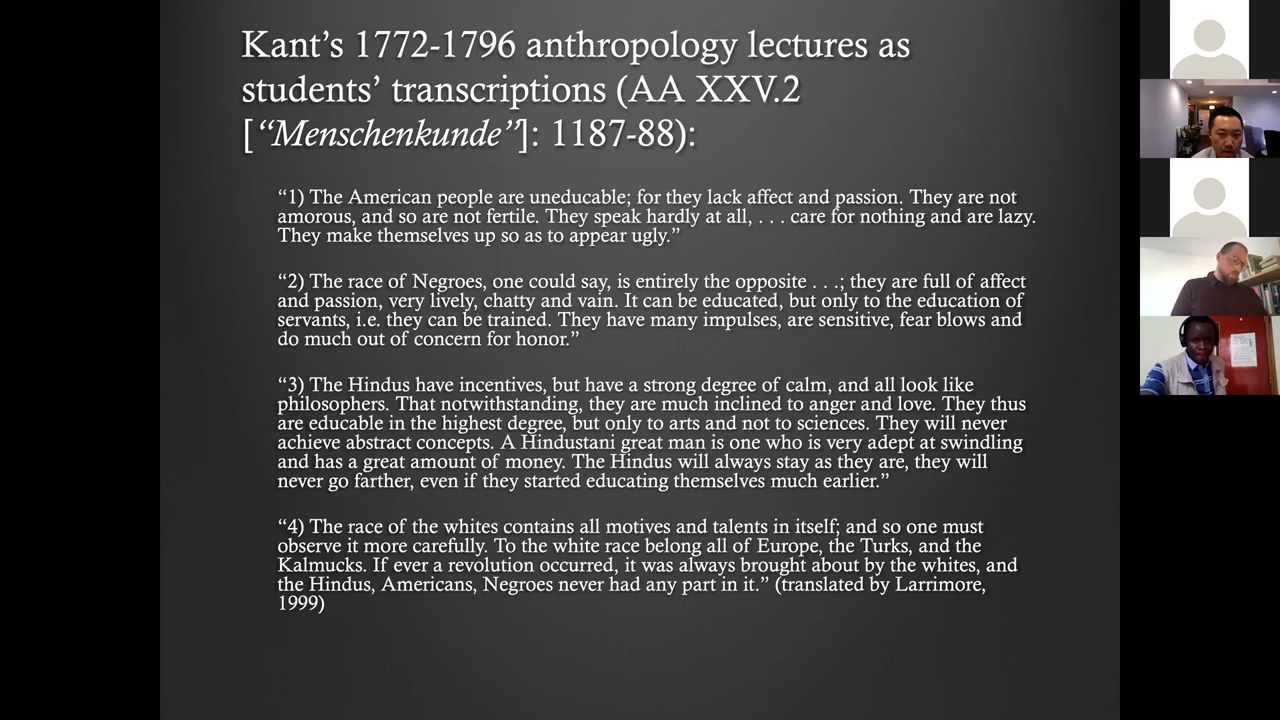 Kant’s 1772-1796 anthropology lectures as
students’ transcriptions (AA XXV.2
[“Menschenkunde”]: 1187-88):
“1) The American people are uneducable; for they lack affect and passion. They are not
amorous, and so are not fertile. They speak hardly at all, . . . care for nothing and are lazy.
They make themselves up so as to appear ugly.”
“2) The race of Negroes, one could say, is entirely the opposite . . .; they are full of affect
and passion, very lively, chatty and vain. It can be educated, but only to the education of
servants, i.e. they can be trained. They have many impulses, are sensitive, fear blows and
do much out of concern for honor.”
“3) The Hindus have incentives, but have a strong degree of calm, and all look like
philosophers. That notwithstanding, they are much inclined to anger and love. They thus
are educable in the highest degree, but only to arts and not to sciences. They will never
achieve abstract concepts. A Hindustani great man is one who is very adept at swindling
and has a great amount of money. The Hindus will always stay as they are, they will
never go farther, even if they started educating themselves much earlier.”
“4) The race of the whites contains all motives and talents in itself; and so one must
observe it more carefully. To the white race belong all of Europe, the Turks, and the
Kalmucks. If ever a revolution occurred, it was always brought about by the whites, and
the Hindus, Americans, Negroes never had any part in it.” (translated by Larrimore,
1999)